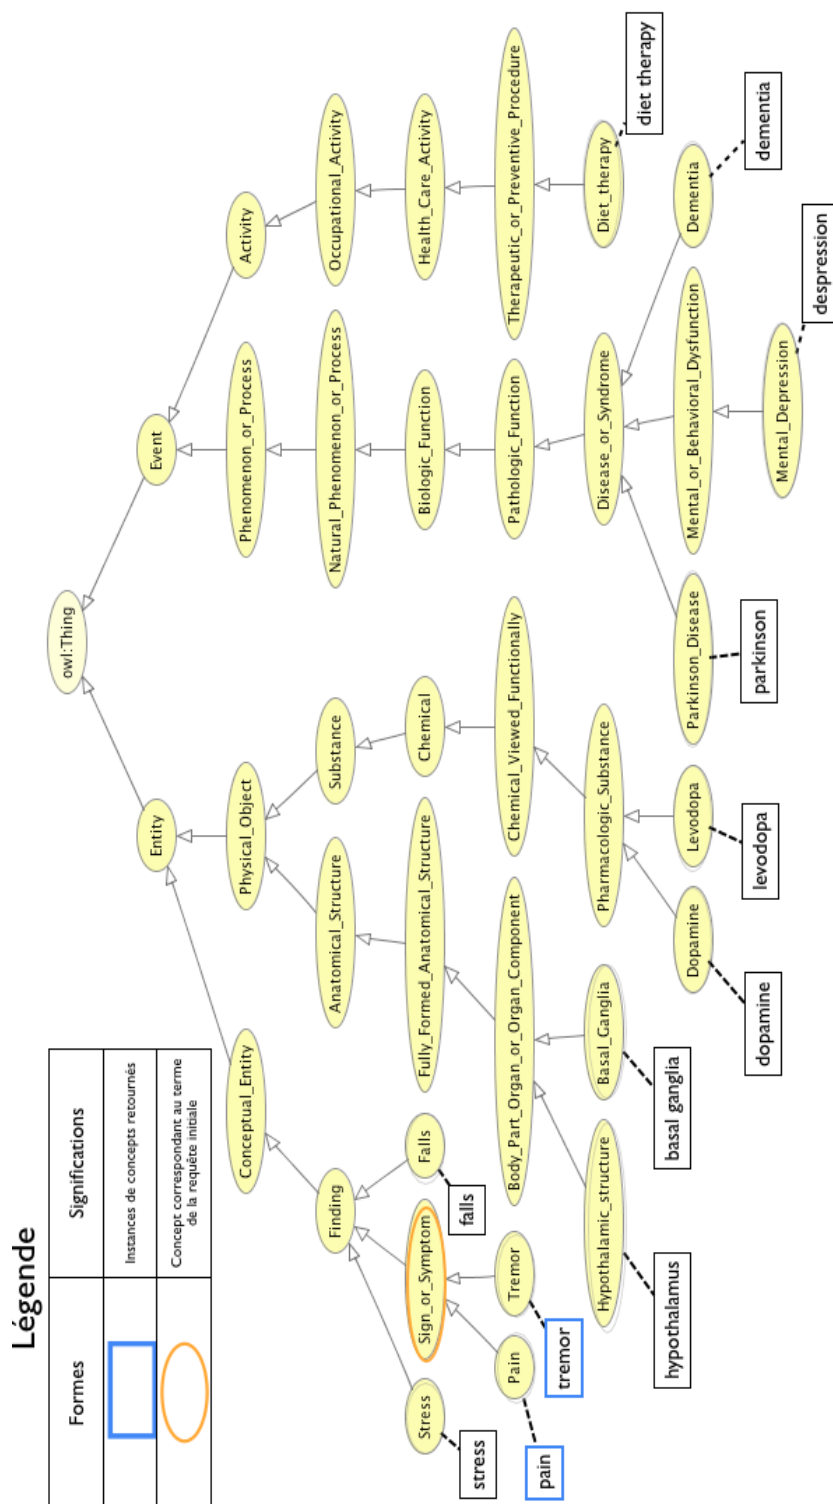 Légende
Formes
Significations
Instances de concepts retournés
Concept correspondant au terme
de la requête initiale
owl:Thing
Entity
Event
Conceptual_Entity
Physical_Object
Phenomenon_or_Process
Activity
Finding
Anatomical_Structure
Substance
Natural_Phenomenon_or_Process
Occupational_Activity
Stress
Sign_or_Symptom
Falls
Fully_Formed_Anatomical_Structure
Chemical
Biologic_Function
Health_Care_Activity
stress
falls
Pain
Tremor
Body_Part_Organ_or_Organ_Component
Chemical_Viewed_Functionally
Pathologic_Function
Therapeutic_or_Preventive_Procedure
pain
tremor
Hypothalamic_structure
Basal_Ganglia
Pharmacologic_Substance
Disease_or_Syndrome
Diet_therapy
diet therapy
hypothalamus
basal ganglia
Dopamine
Levodopa
Parkinson_Disease
Mental_or_Behavioral_Dysfunction
Dementia
dopamine
levodopa
parkinson
Mental_Depression
dementia
despression